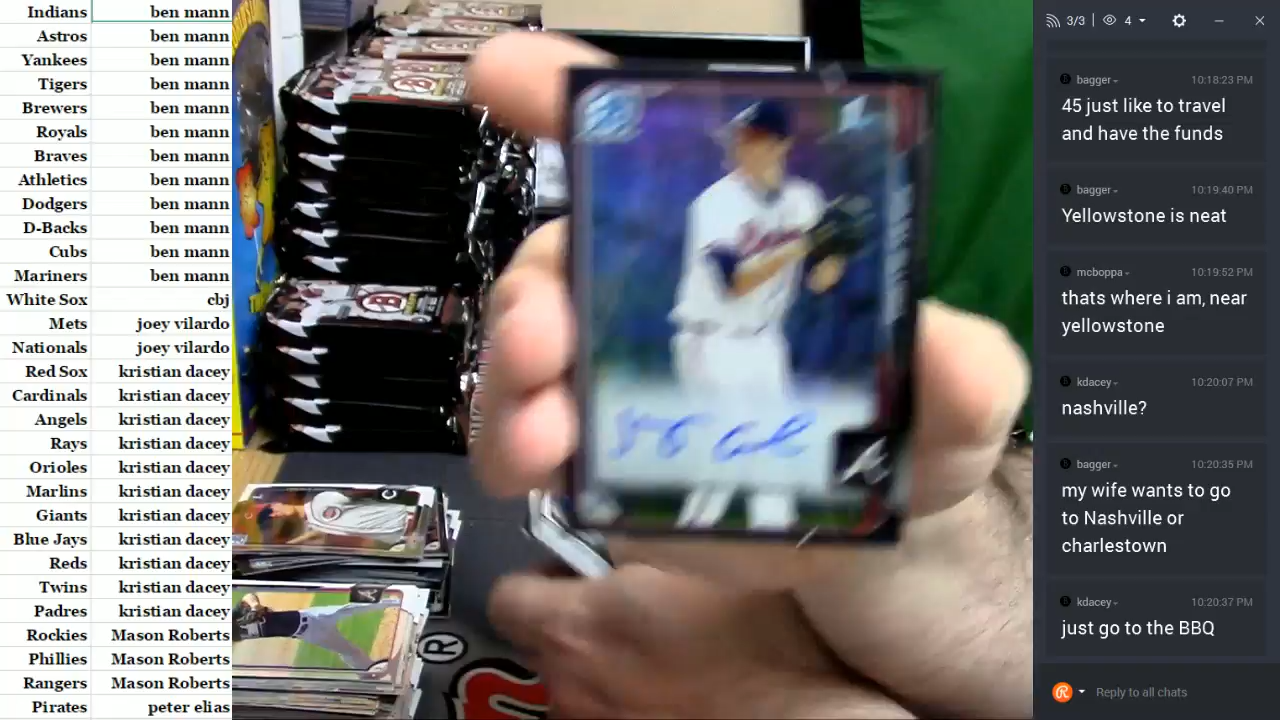 Indians ben mann
Astros ben mann
Yankees ben mann
Tigers ben mann
Brewers ben mann
Royals ben mann
Braves ben mann
Athletics ben mann
Dodgers ben mann
D-Backs ben mann
Cubs ben mann
Mariners ben mann
White Sox cbj
Mets joey vilardo
Nationals joey vilardo
Red Sox kristian dacey
Cardinals kristian dacey
Angels kristian dacey
Rays kristian dacey
Orioles kristian dacey
Marlins kristian dacey
Giants kristian dacey
Blue Jays kristian dacey
Reds kristian dacey
Twins kristian dacey
Padres kristian dacey
Rockies Mason Roberts
Phillies Mason Roberts
Rangers Mason Roberts
Pirates peter elias
3/3 4
bagger 10:18:23 PM
45 just like to travel
and have the funds
bagger 10:19:40 PM
Yellowstone is neat
mcboppa 10:19:52 PM
thats where i am, near
yellowstone
kdacey 10:20:07 PM
nashville?
bagger 10:20:35 PM
my wife wants to go
to Nashville or
charlestown
kdacey 10:20:37 PM
just go to the BBQ
Reply to all chats